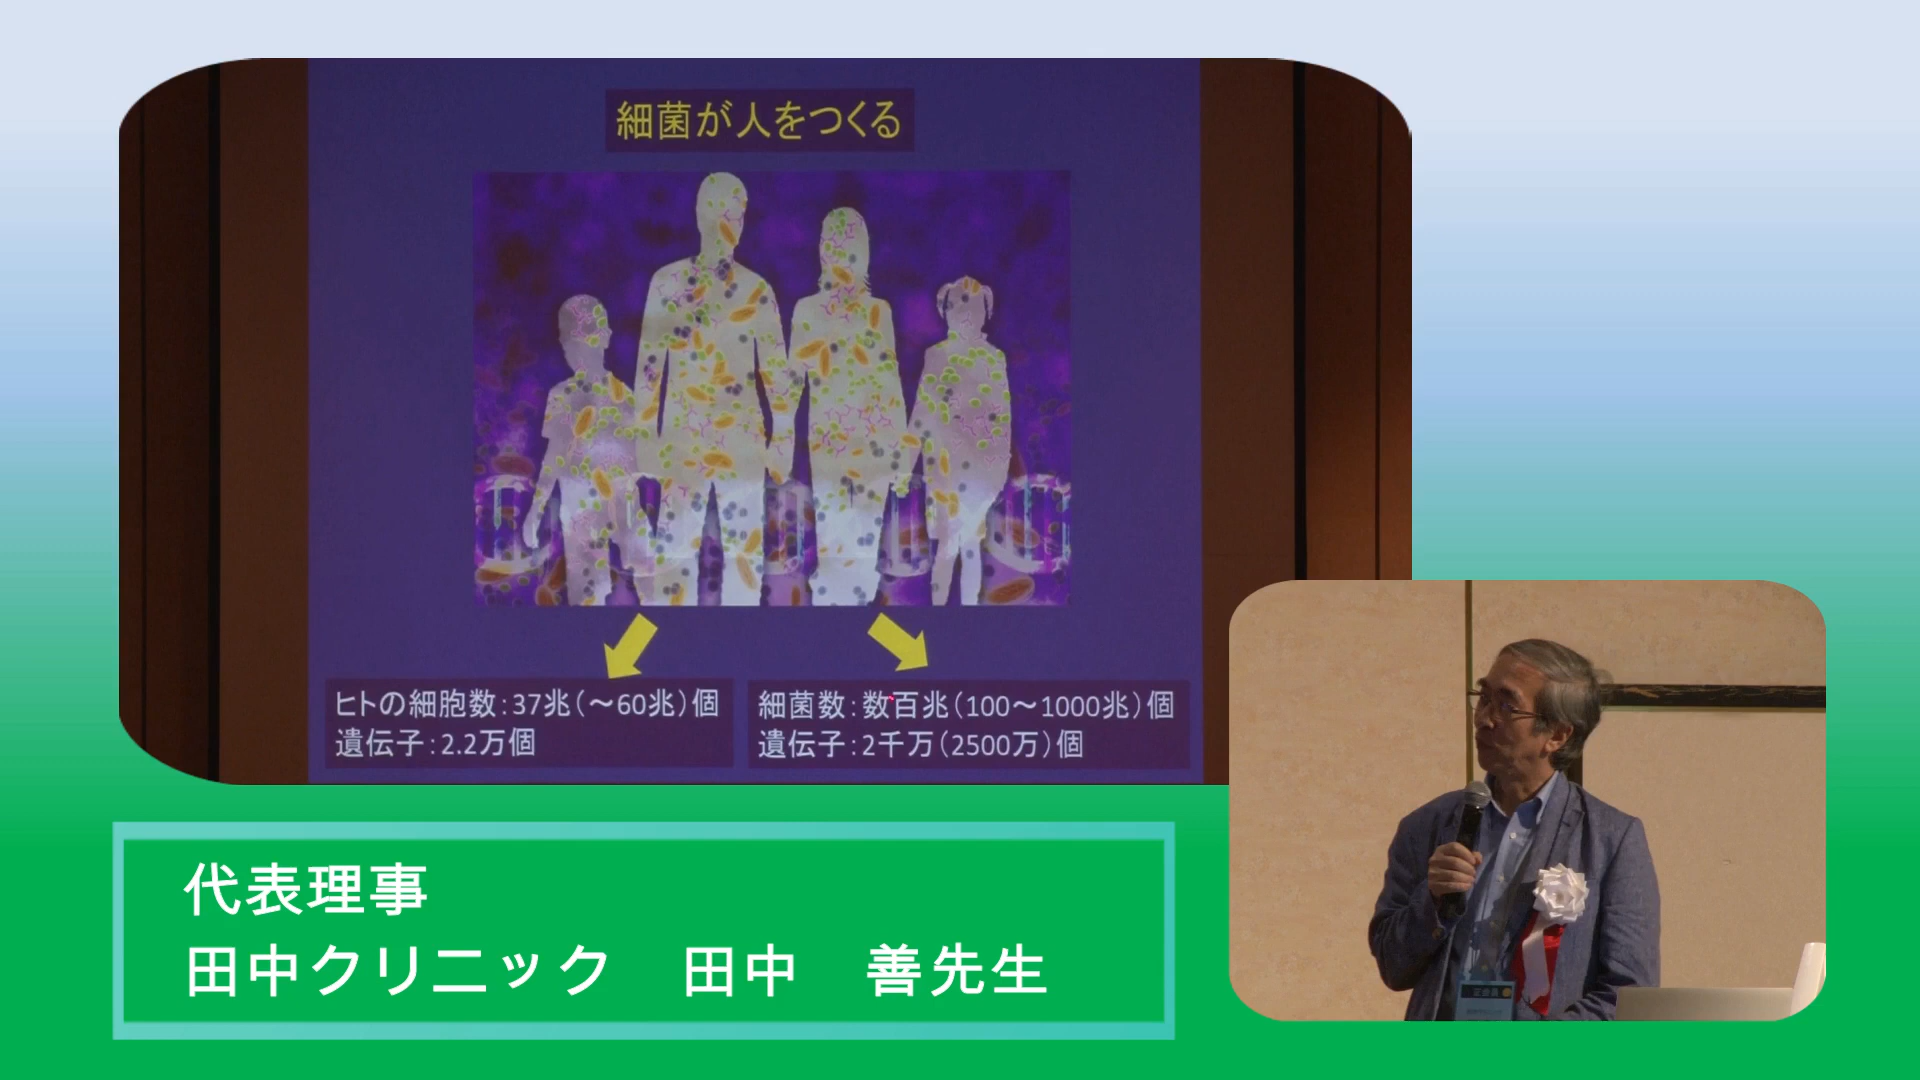 細菌が人をつくる
ヒトの細胞数：37兆（〜60兆）個
遺伝子：2.2万個
細菌数：数百兆（100〜1000兆）個
遺伝子：2千万（2500万）個
代表理事
田中クリニック　田中　善先生
正会員